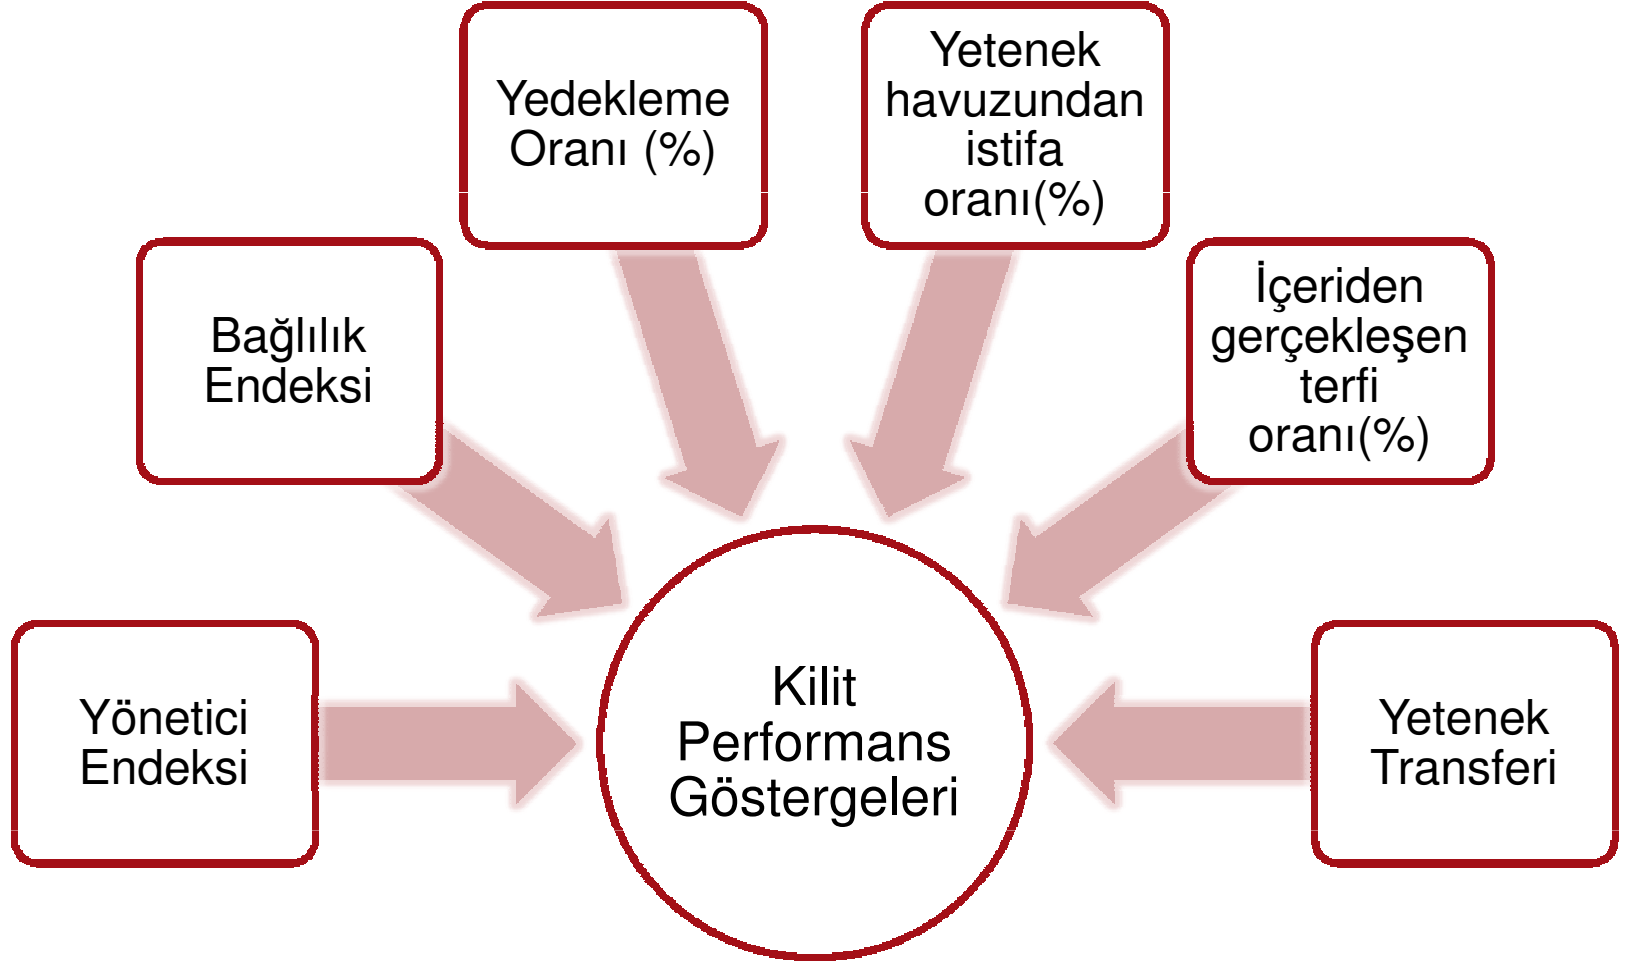 Yedekleme
Oranı (%)
Yetenek
havuzundan
istifa
oranı(%)
Bağlılık
Endeksi
İçeriden
gerçekleşen
terfi
oranı(%)
Yönetici
Endeksi
Kilit
Performans
Göstergeleri
Yetenek
Transferi